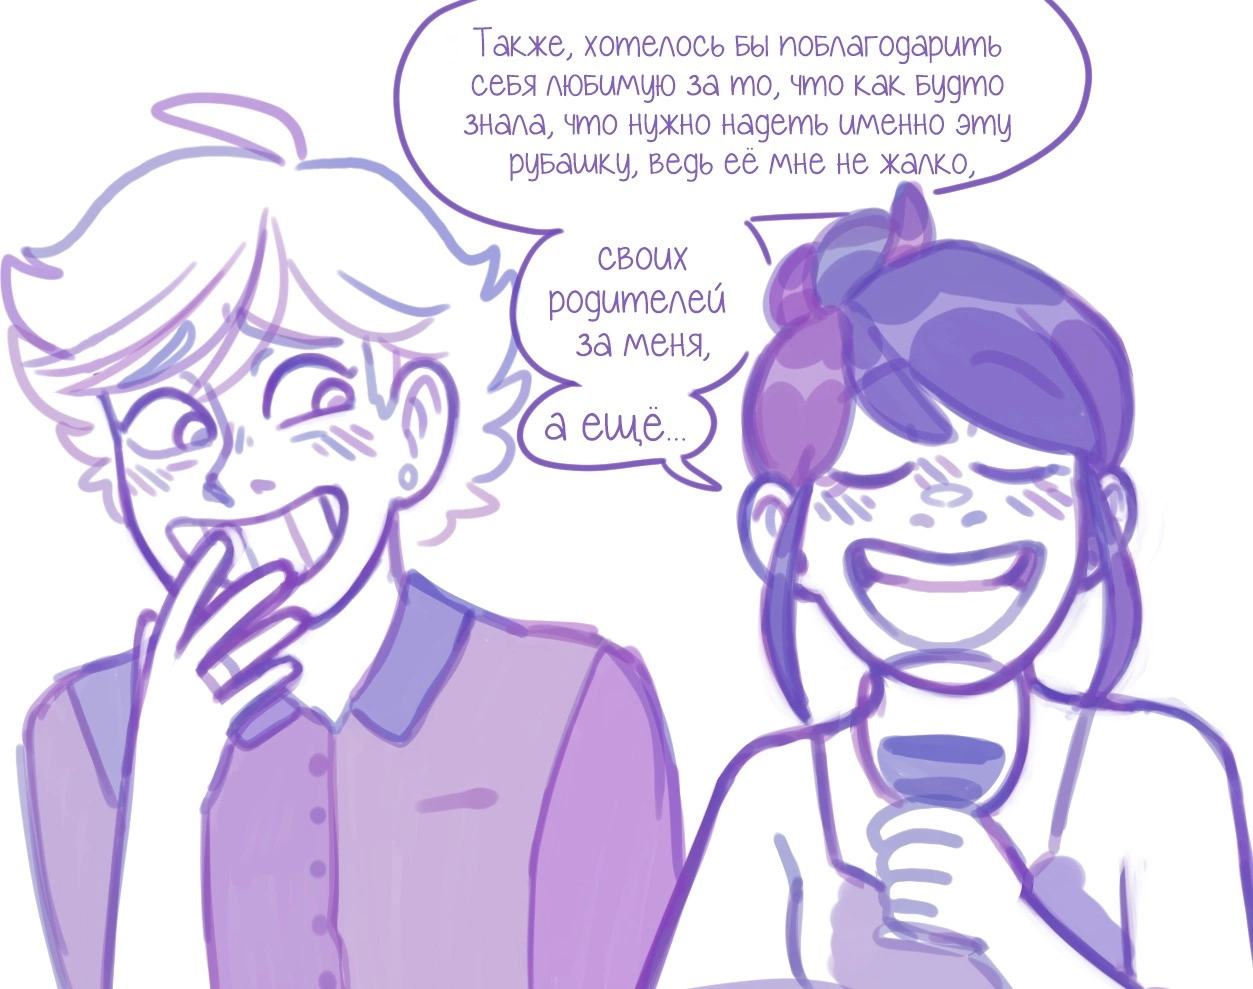 Также, хотелось бы поблагодарить
себя любимую за то, что как будто
знала, что нужно надеть именно эту
рубашку, ведь её мне не жалко,
своих
родителей
за меня,
а ещё...